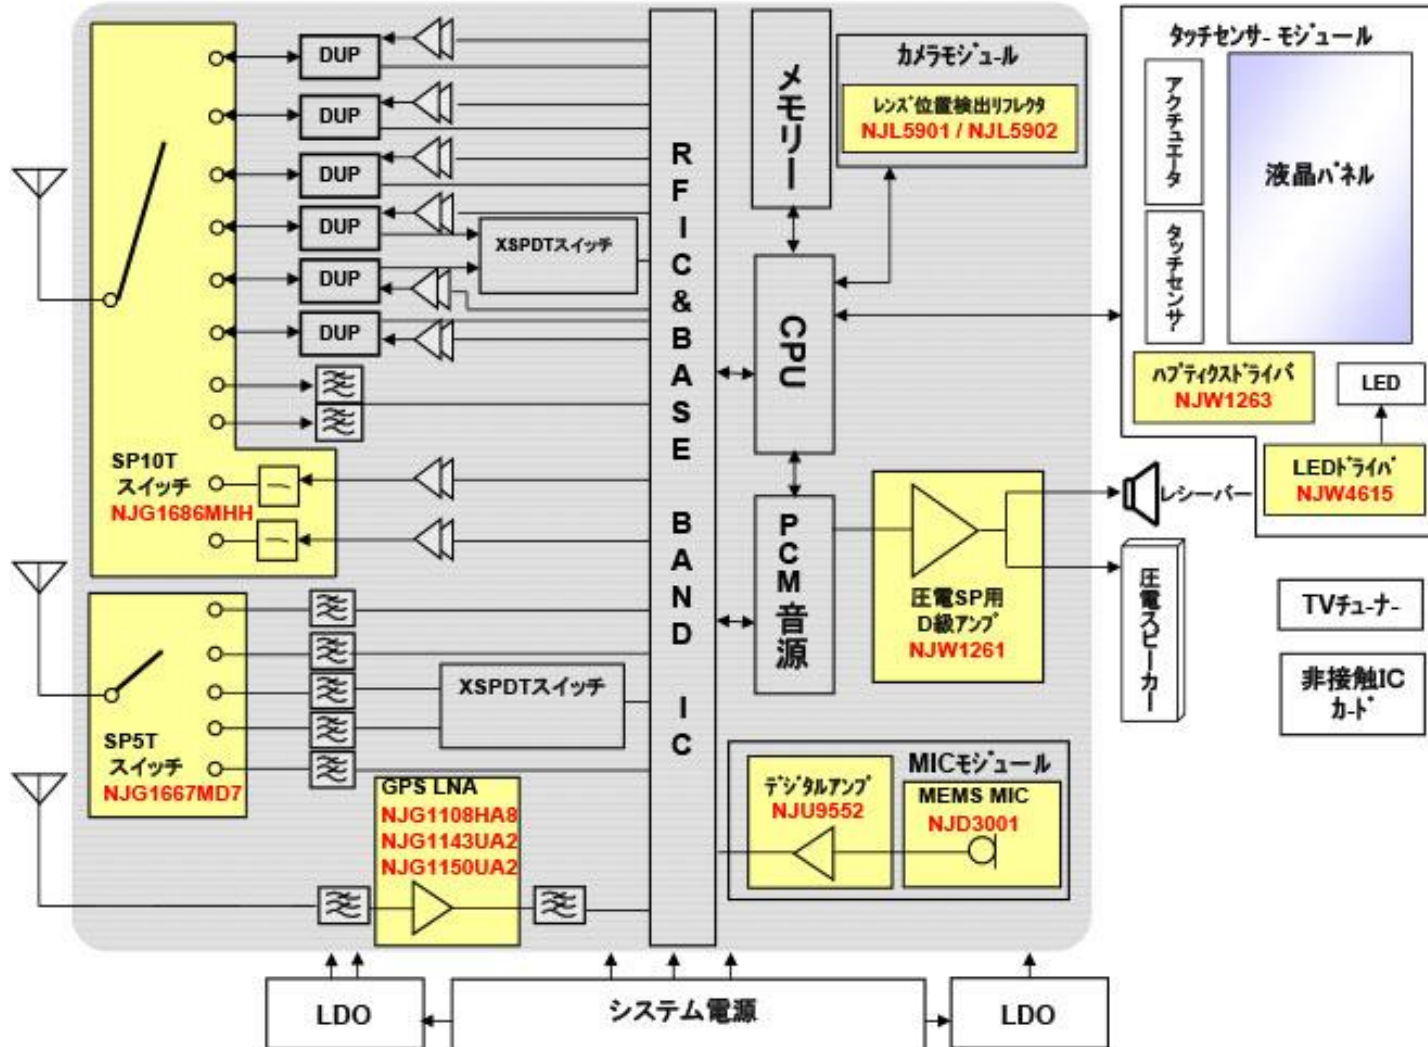 DUP
DUP
DUP
DUP
DUP
DUP
XSPDTスイッチ
SP10T
スイッチ
NJG1686MHH
SP5T
スイッチ
NJG1667MD7
XSPDTスイッチ
GPS LNA
NJG1108HA8
NJG1143UA2
NJG1150UA2
RFIC&BASE BAND IC
メモリー
CPU
PCM音源
カメラモジュール
レンズ位置検出リフレクタ
NJL5901 / NJL5902
圧電SP用
D級アンプ
NJW1261
MICモジュール
デジタルアンプ
NJU9552
MEMS MIC
NJD3001
タッチセンサーモジュール
アクチュエータ
タッチセンサ
液晶パネル
ハプティクスドライバ
NJW1263
LED
LEDドライバ
NJW4615
レシーバー
圧電スピーカー
TVチューナー
非接触IC
カード
LDO
システム電源
LDO